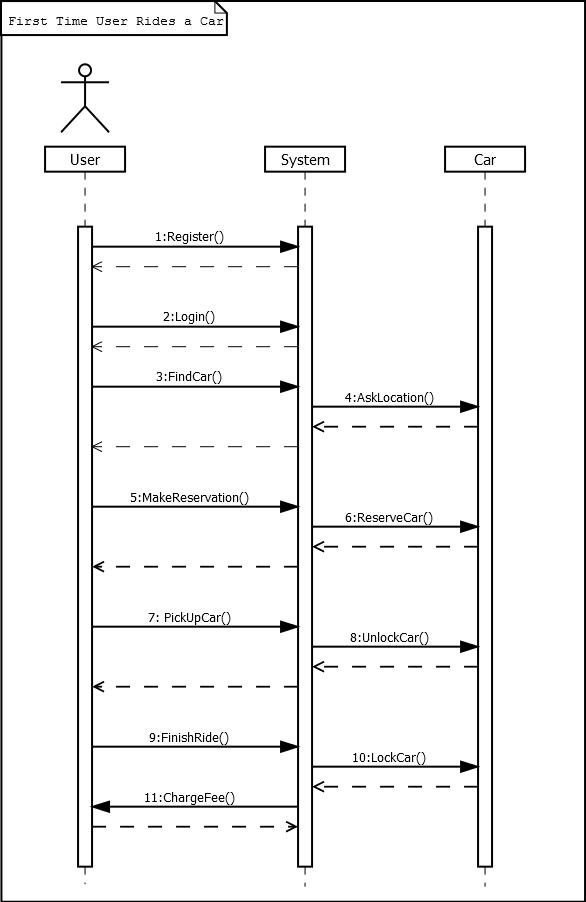 First Time User Rides a Car
User
System
Car
1:Register()
2:Login()
3:FindCar()
4:AskLocation()
5:MakeReservation()
6:ReserveCar()
7: PickUpCar()
8:UnlockCar()
9:FinishRide()
10:LockCar()
11:ChargeFee()